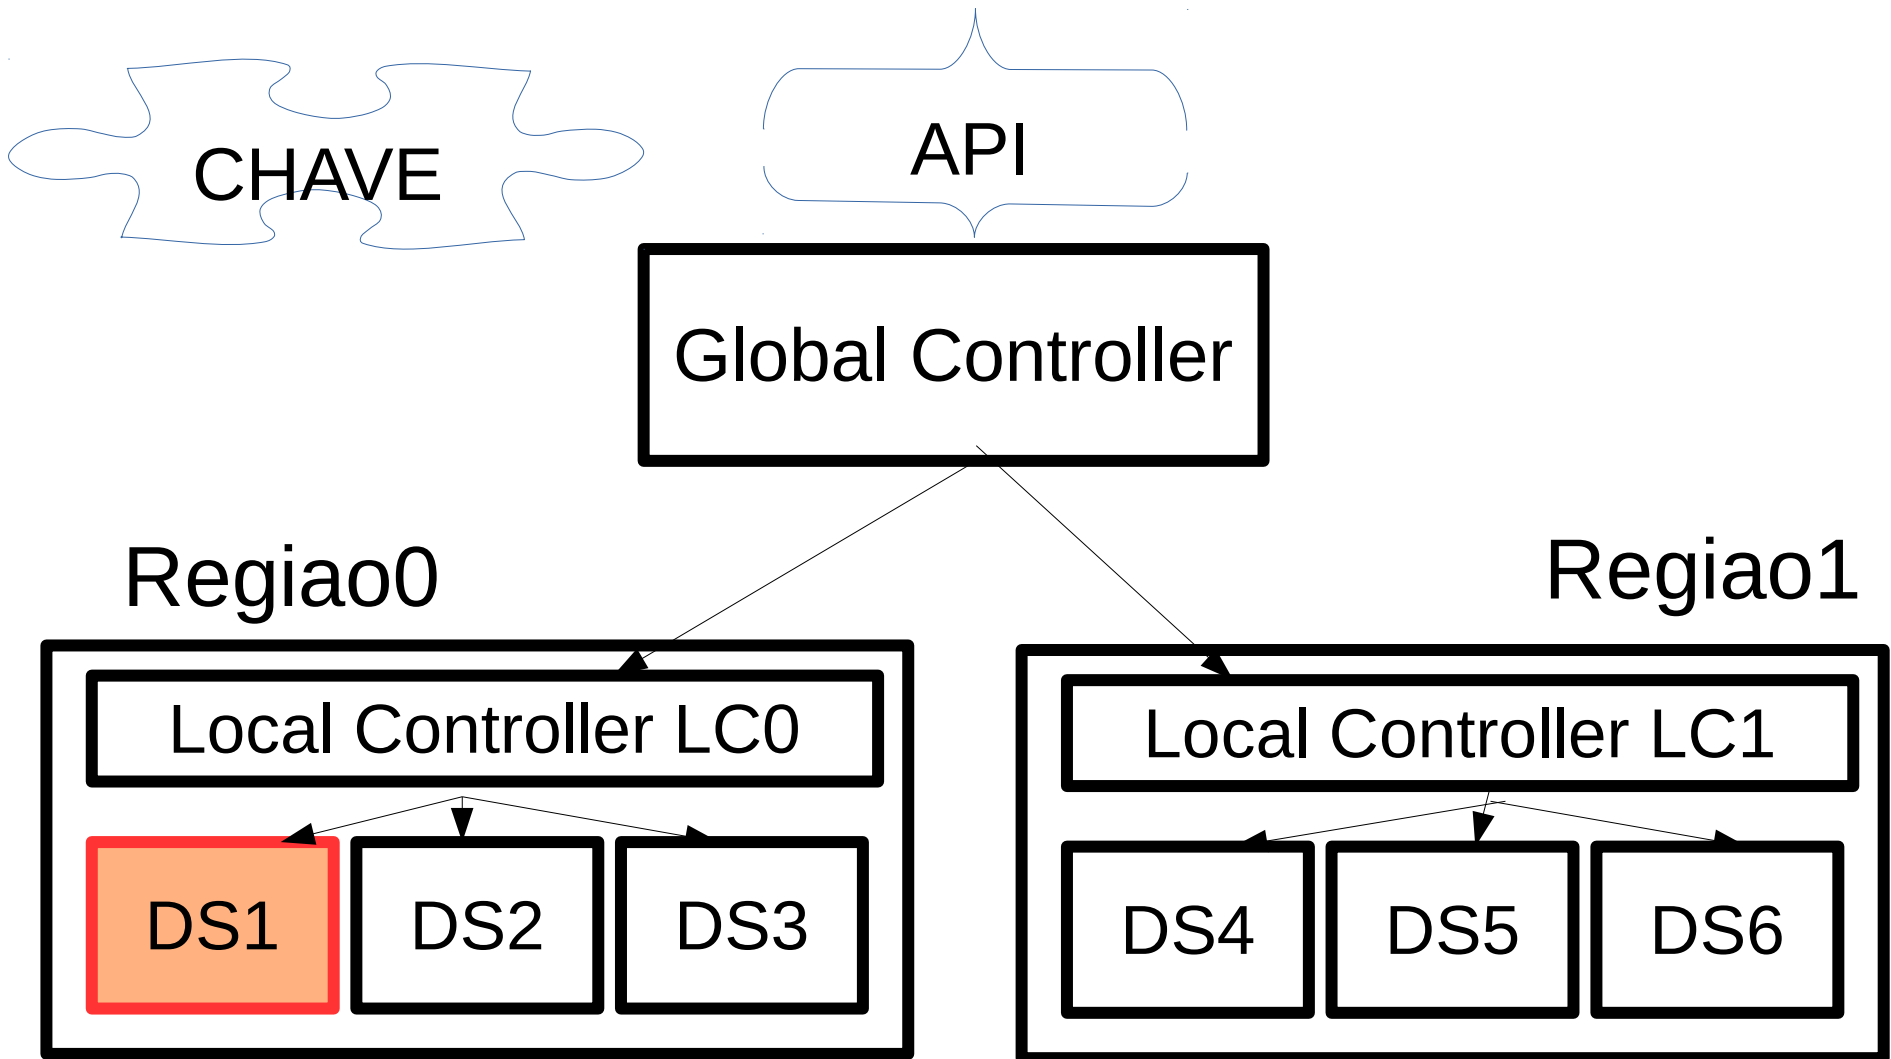 CHAVE
API
Global Controller
Regiao0
Regiao1
Local Controller LC0
Local Controller LC1
DS1
DS2
DS3
DS4
DS5
DS6